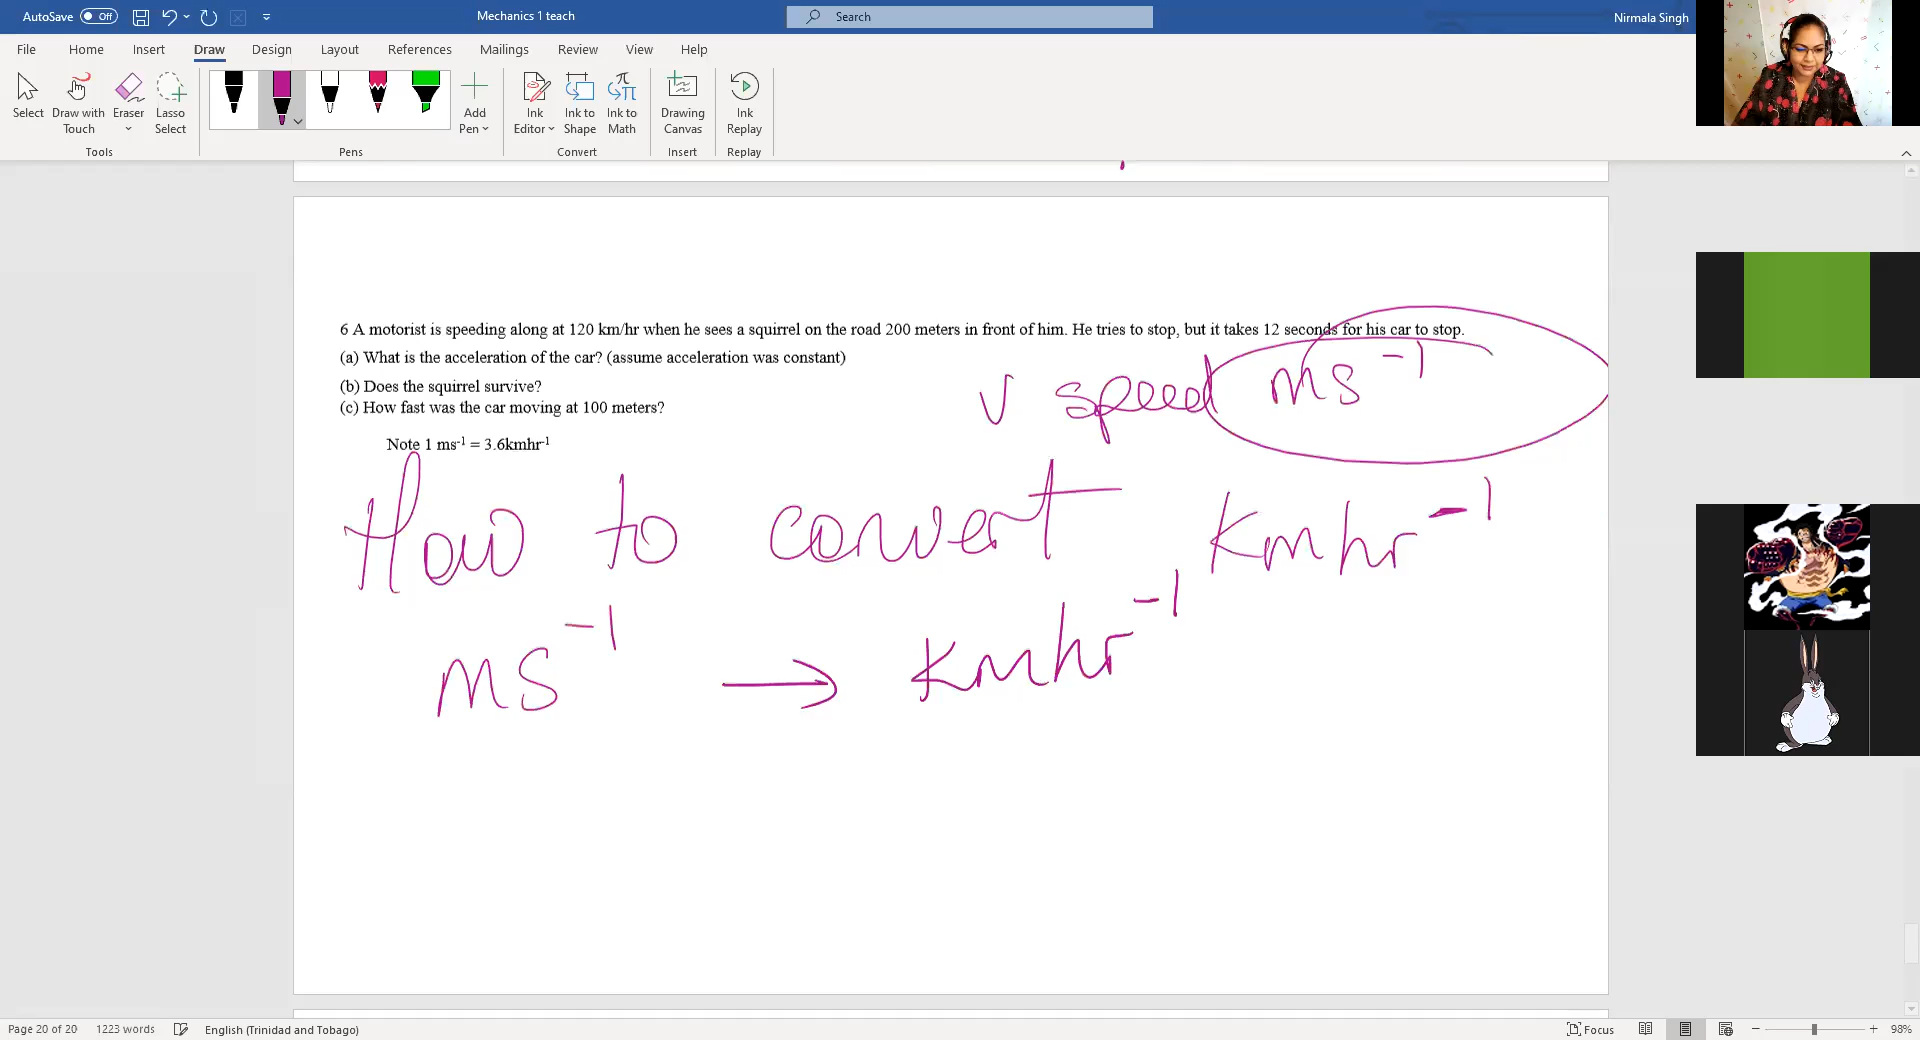 AutoSave Off
Mechanics 1 teach
Search
Nirmala Singh
File Home Insert Draw Design Layout References Mailings Review View Help
Select
Draw with Touch
Eraser
Lasso Select
Add Pen
Ink Editor
Ink to Shape
Ink to Math
Drawing Canvas
Ink Replay
Tools Pens Convert Insert Replay
6 A motorist is speeding along at 120 km/hr when he sees a squirrel on the road 200 meters in front of him. He tries to stop, but it takes 12 seconds for his car to stop.
(a) What is the acceleration of the car? (assume acceleration was constant)
(b) Does the squirrel survive?
(c) How fast was the car moving at 100 meters?
v speed ms⁻¹
Note 1 ms⁻¹ = 3.6kmhr⁻¹
How to convert Kmhr⁻¹
ms⁻¹ → Kmhr⁻¹
Page 20 of 20 1223 words English (Trinidad and Tobago) Focus 98%